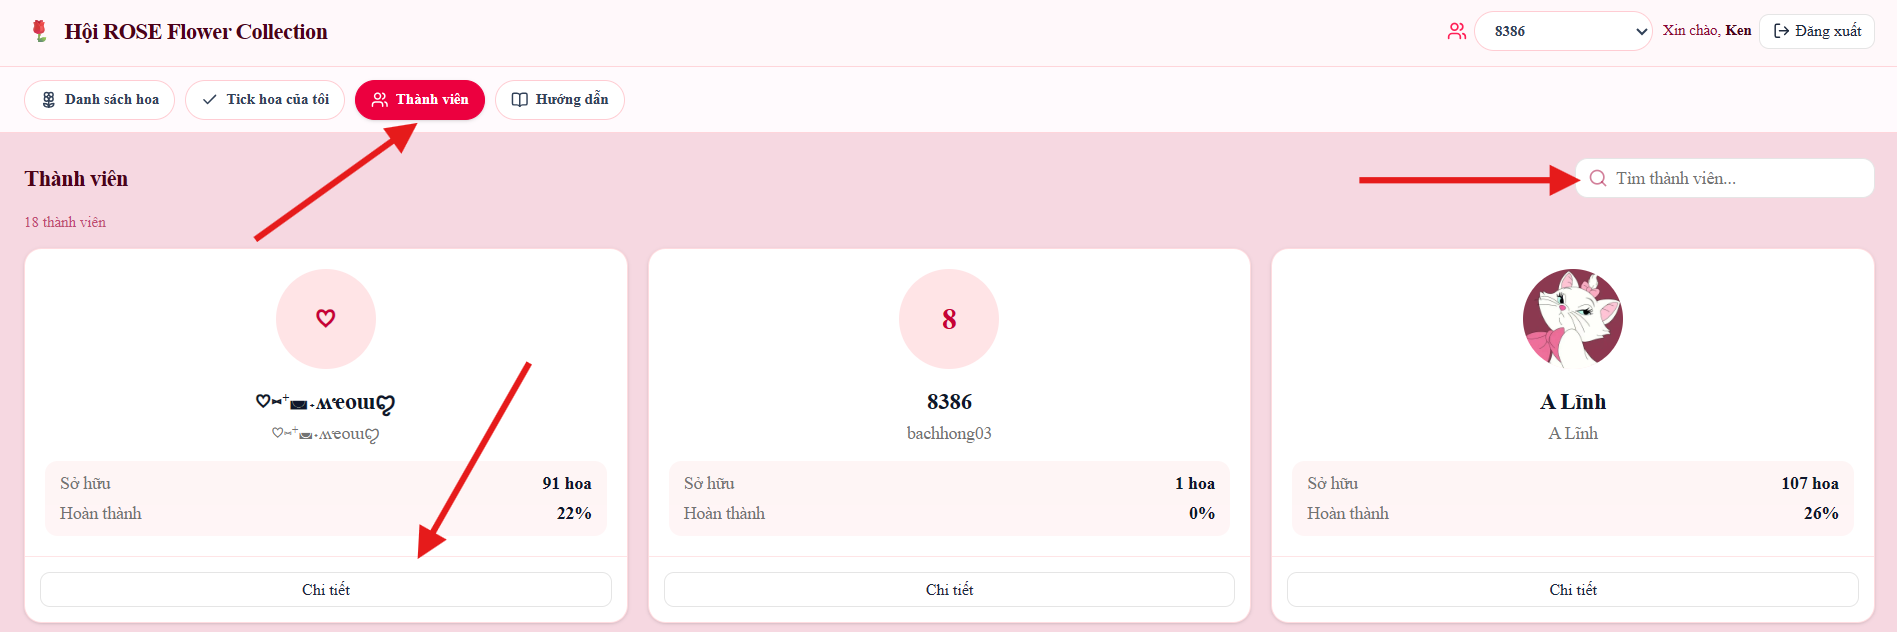 Hội ROSE Flower Collection
8386
Xin chào, Ken
Đăng xuất
Danh sách hoa
Tick hoa của tôi
Thành viên
Hướng dẫn
Thành viên
Tìm thành viên...
18 thành viên
8
8386
bachhong03
A Lĩnh
A Lĩnh
Sở hữu 91 hoa
Hoàn thành 22%
Sở hữu 1 hoa
Hoàn thành 0%
Sở hữu 107 hoa
Hoàn thành 26%
Chi tiết
Chi tiết
Chi tiết